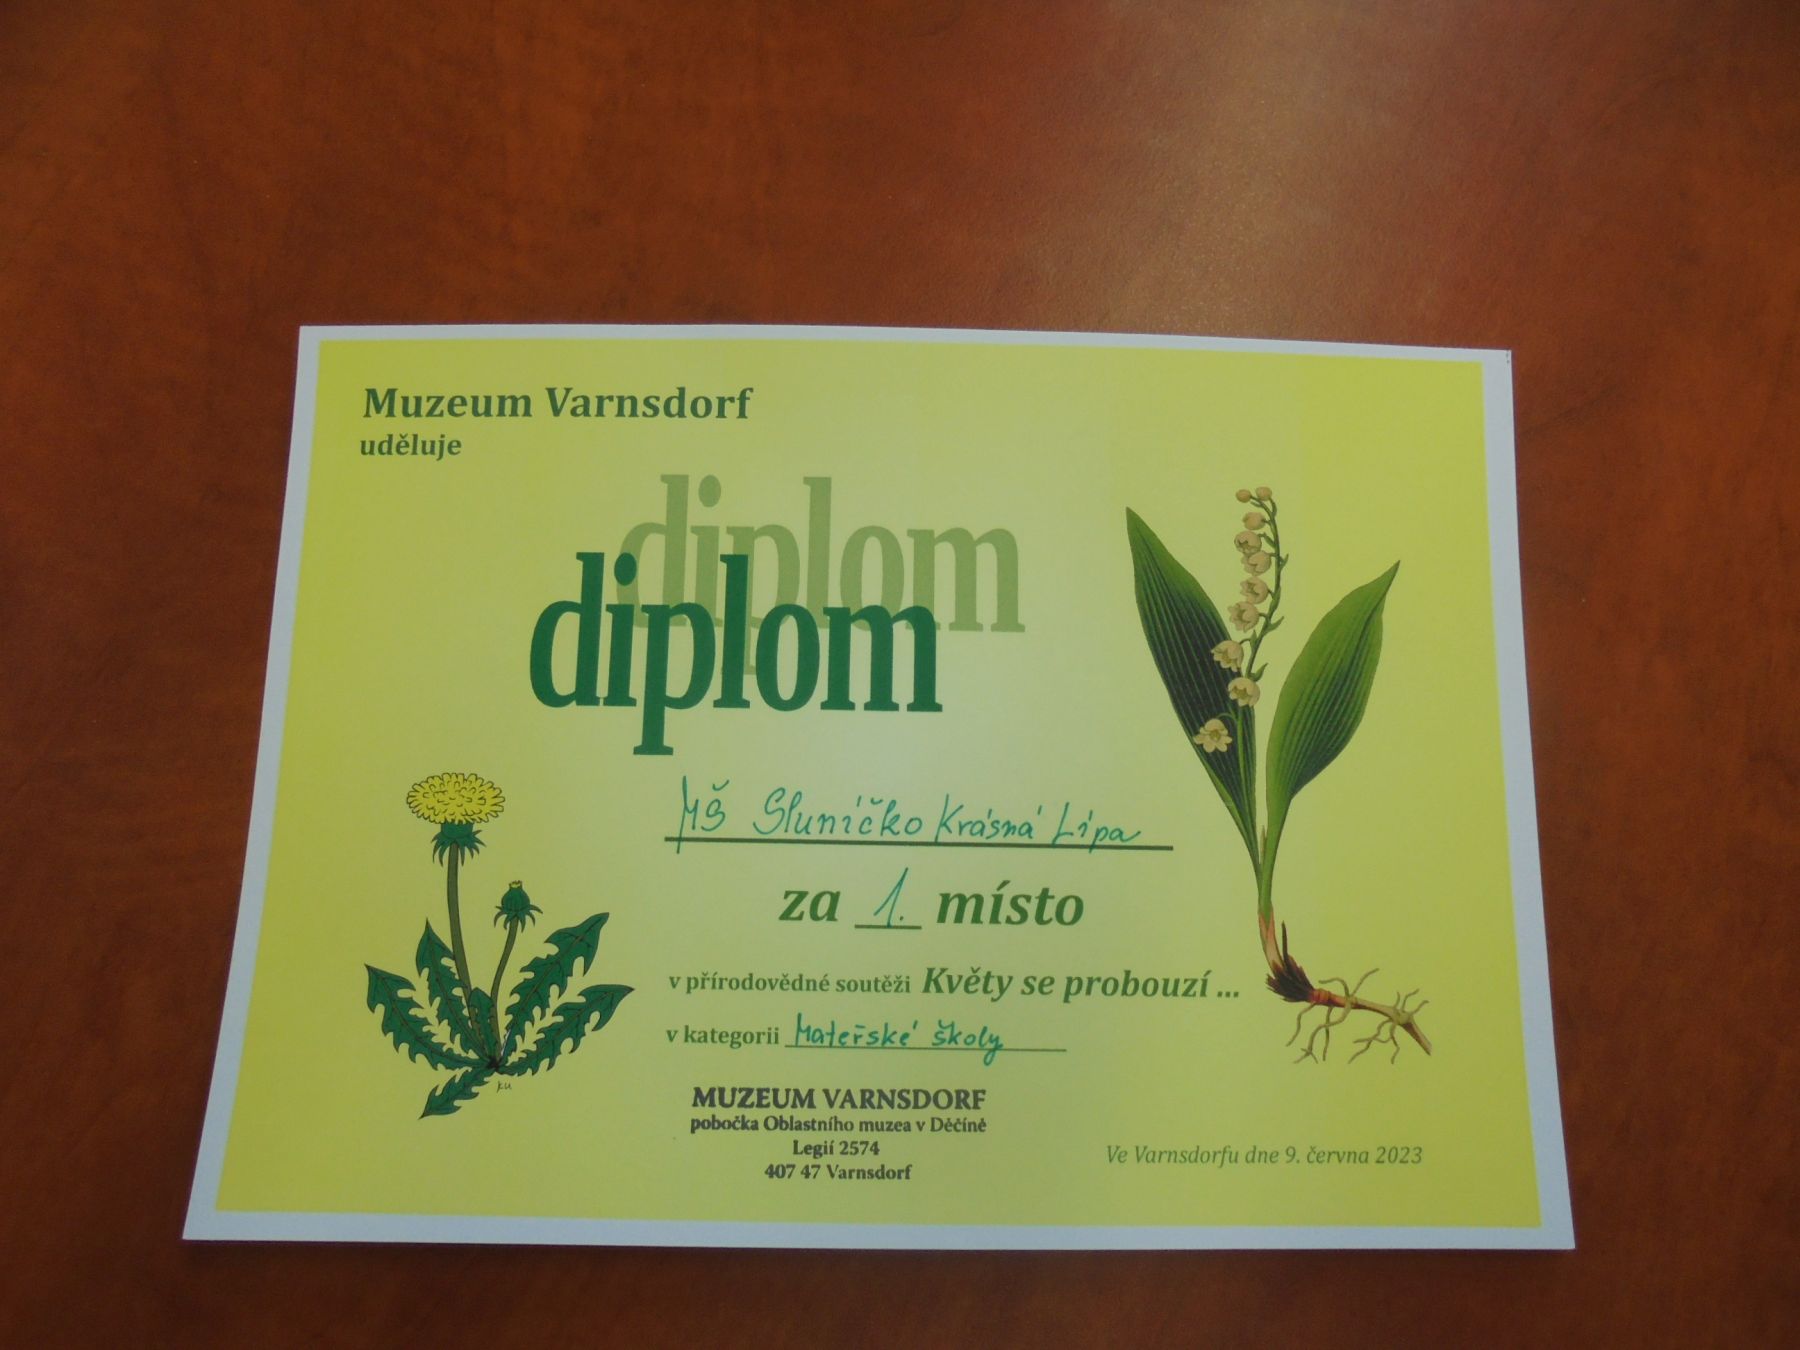 Muzeum Varnsdorf
uděluje
diplom
diplom
MŠ Sluníčko Krásná Lípa
za 1. místo
v přírodovědné soutěži Květy se probouzí ...
v kategorii Mateřské školy
KU
MUZEUM VARNSDORF
pobočka Oblastního muzea v Děčíně
Legií 2574
407 47 Varnsdorf
Ve Varnsdorfu dne 9. června 2023